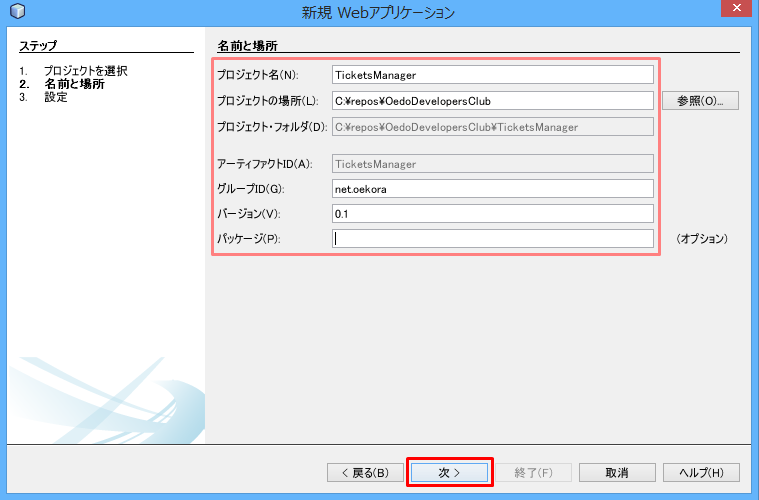 新規 Webアプリケーション
ステップ
1. プロジェクトを選択
2. 名前と場所
3. 設定
名前と場所
プロジェクト名(N): TicketsManager
プロジェクトの場所(L): C:¥repos¥OedoDevelopersClub 参照(O)...
プロジェクト・フォルダ(D): C:¥repos¥OedoDevelopersClub¥TicketsManager
アーティファクトID(A): TicketsManager
グループID(G): net.oekora
バージョン(V): 0.1
パッケージ(P): (オプション)
< 戻る(B) 次 > 終了(F) 取消 ヘルプ(H)